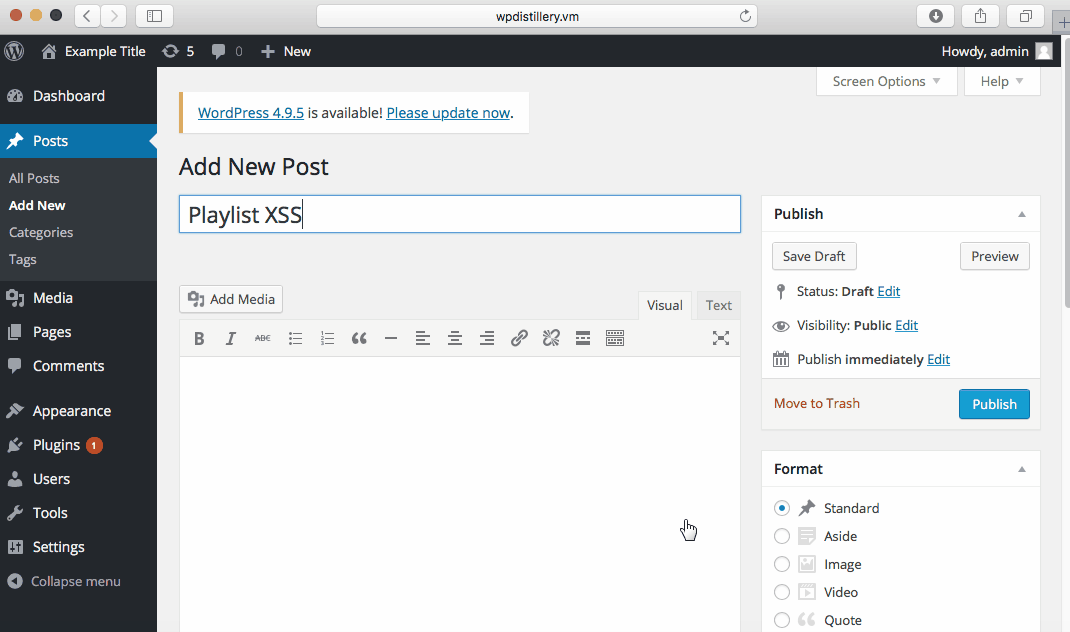 wpdistillery.vm
Example Title
5
0
New
Howdy, admin
Dashboard
Posts
All Posts
Add New
Categories
Tags
Media
Pages
Comments
Appearance
Plugins 1
Users
Tools
Settings
Collapse menu
Screen Options
Help
WordPress 4.9.5 is available! Please update now.
Add New Post
Playlist XSS
Add Media
Visual
Text
B I ABC
Publish
Save Draft
Preview
Status: Draft Edit
Visibility: Public Edit
Publish immediately Edit
Move to Trash
Publish
Format
Standard
Aside
Image
Video
Quote